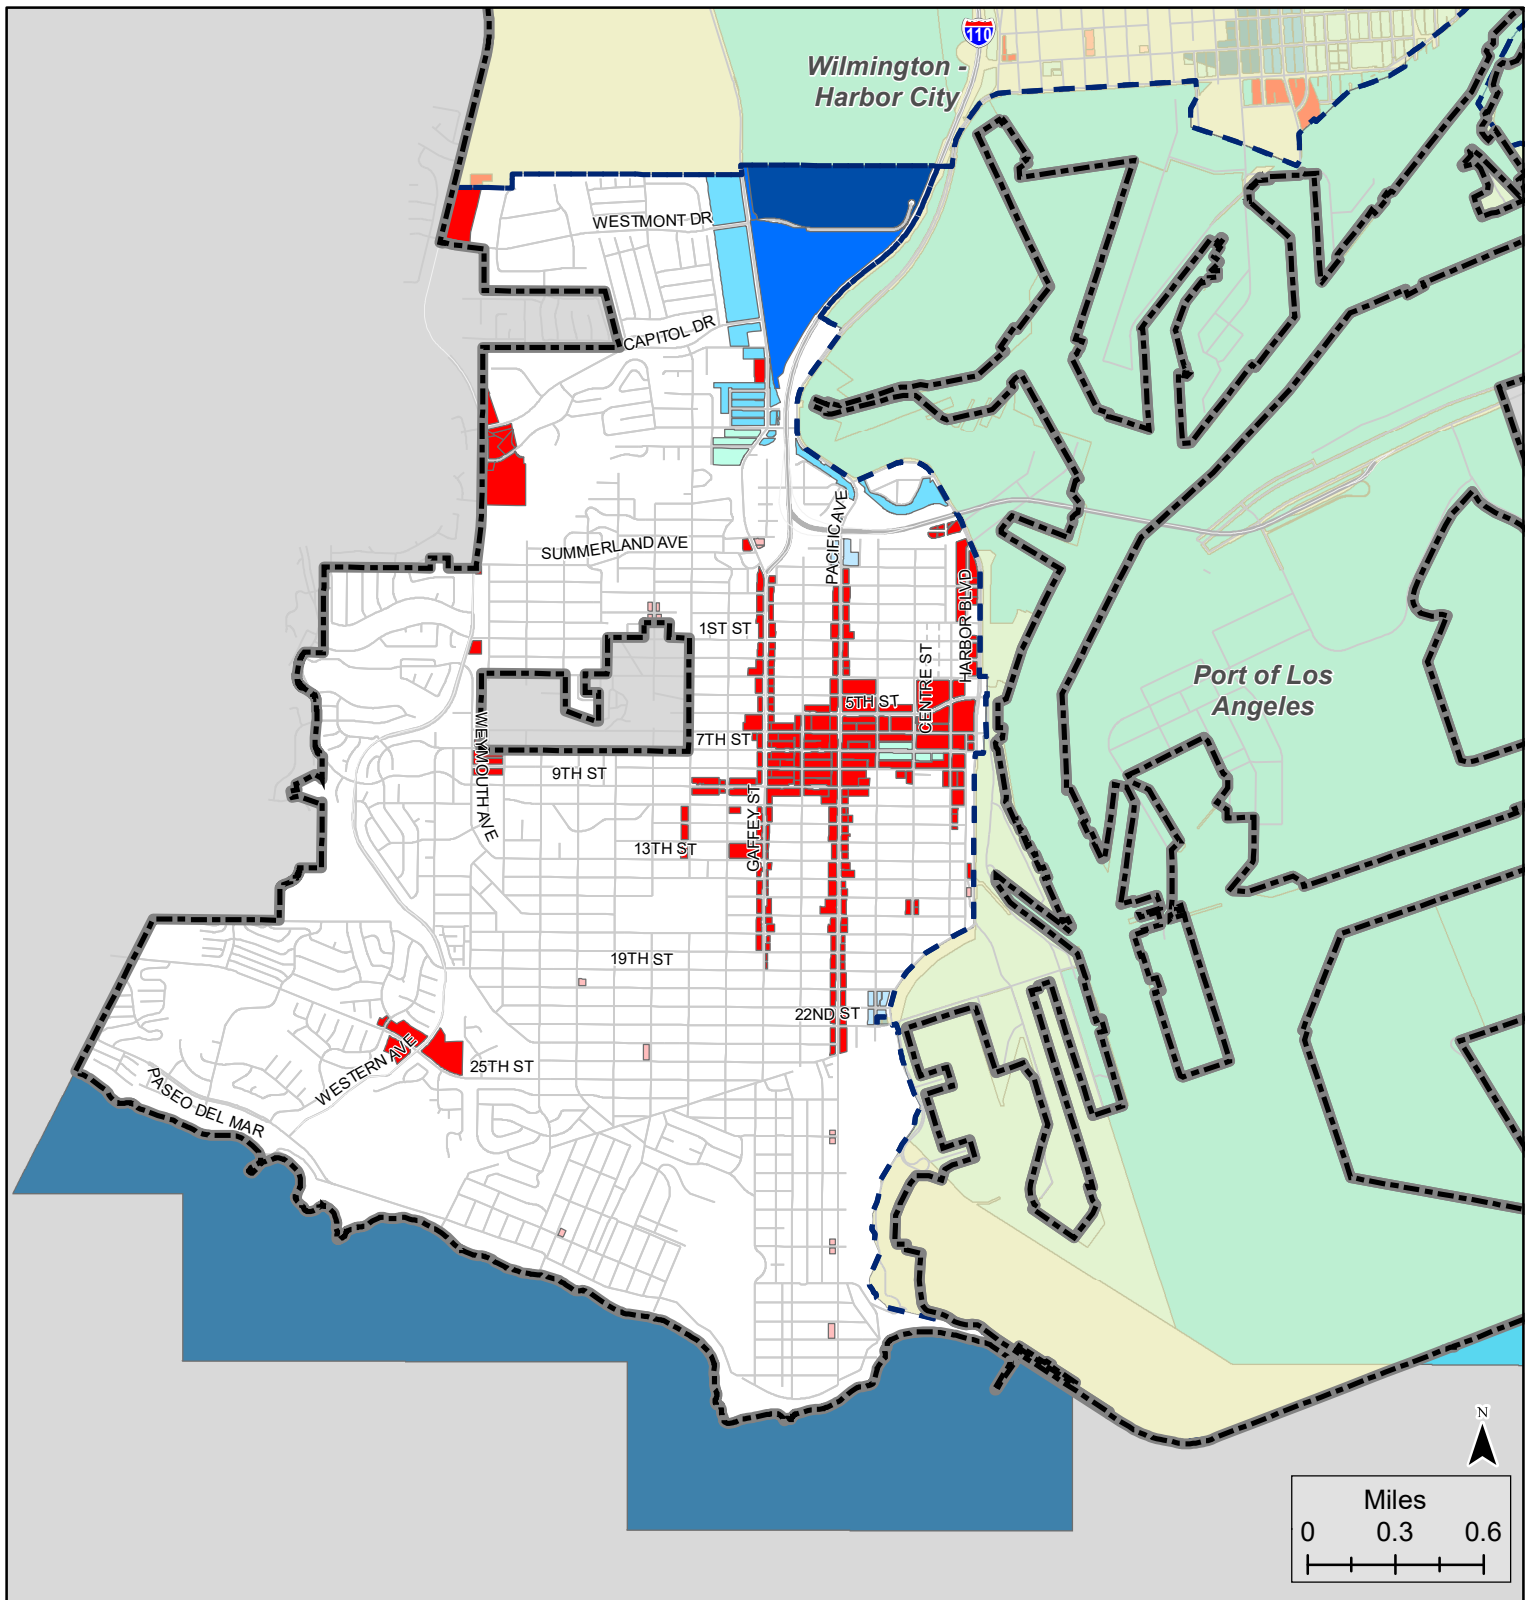 110
Wilmington -
Harbor City
WESTMONT DR
CAPITOL DR
PACIFIC AVE
SUMMERLAND AVE
HARBOR BLVD
1ST ST
CENTRE ST
Port of Los
Angeles
5TH ST
WEYMOUTH AVE
7TH ST
9TH ST
GAFFEY ST
13TH ST
19TH ST
22ND ST
WESTERN AVE
25TH ST
PASEO DEL MAR
N
Miles
0 0.3 0.6